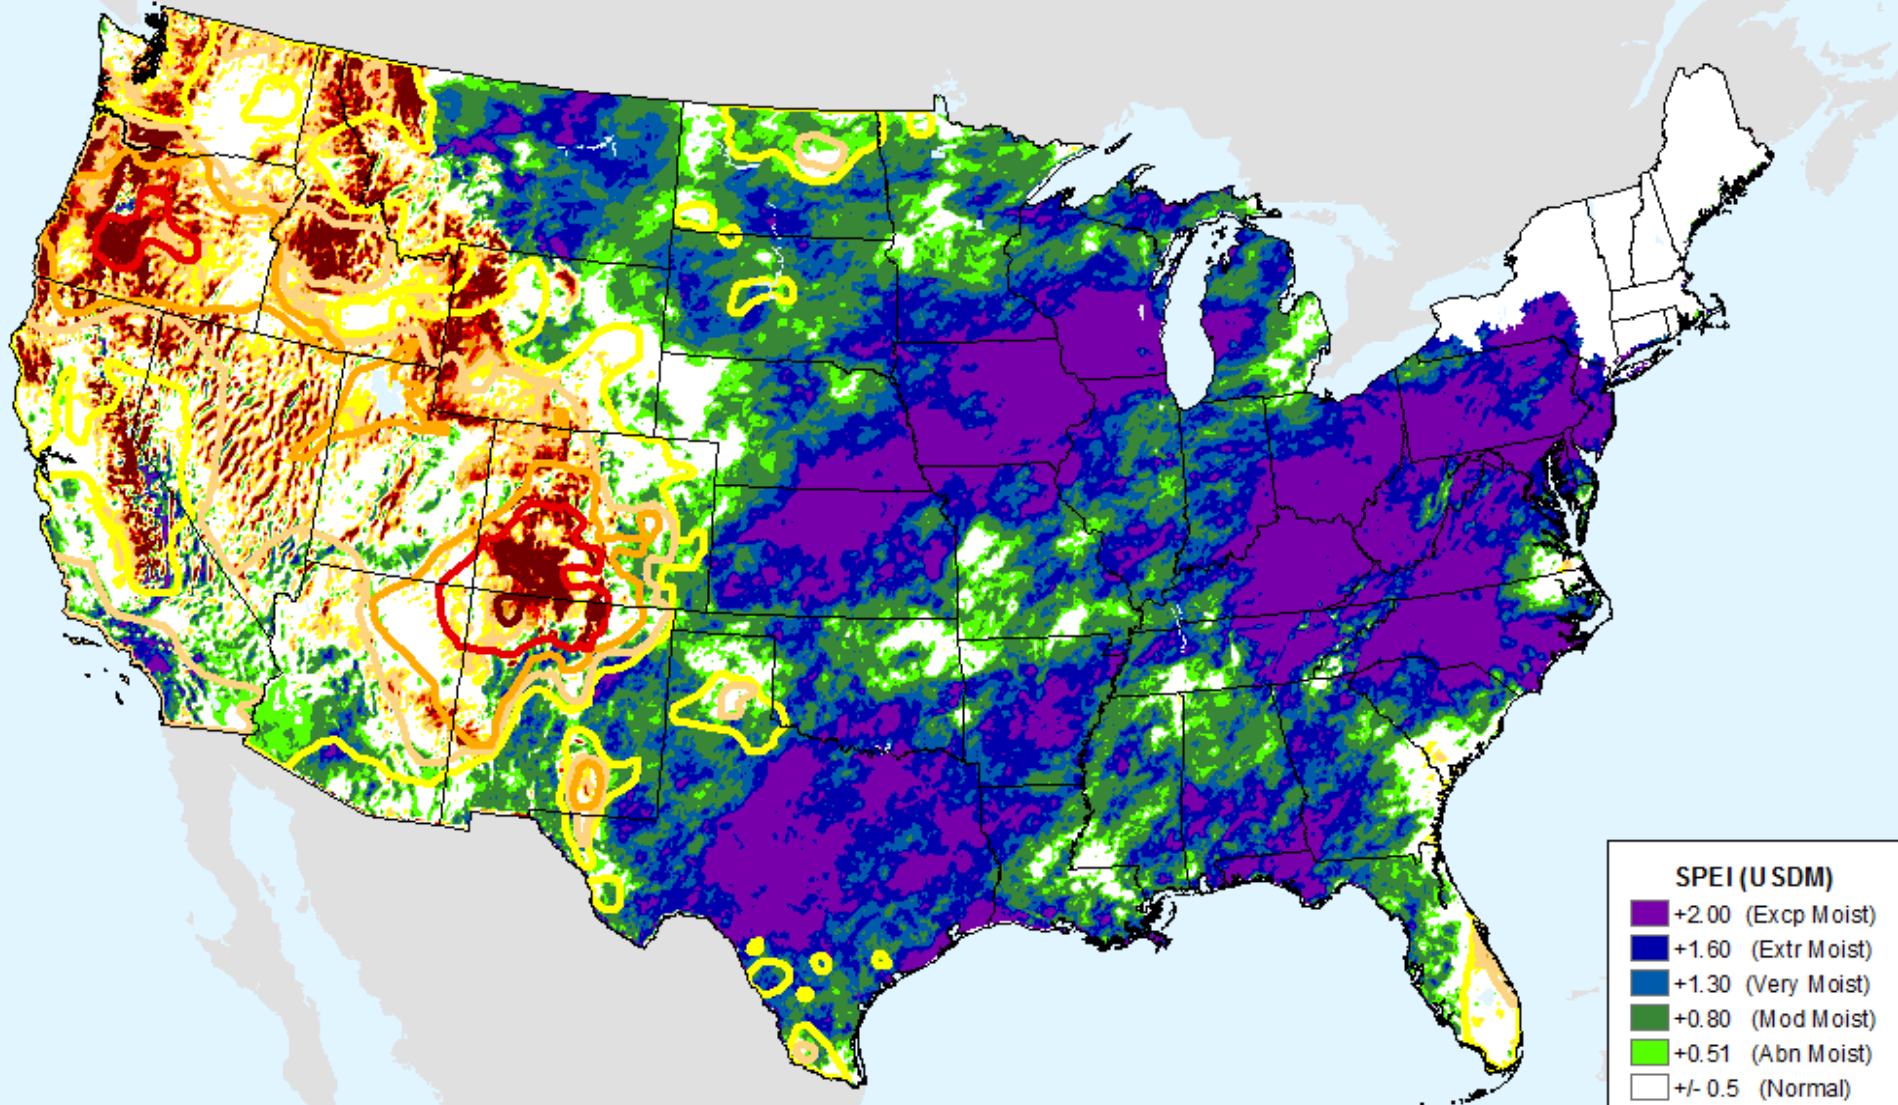 SPEI (USDM)
+2.00 (Excp Moist)
+1.60 (Extr Moist)
+1.30 (Very Moist)
+0.80 (Mod Moist)
+0.51 (Abn Moist)
+/- 0.5 (Normal)